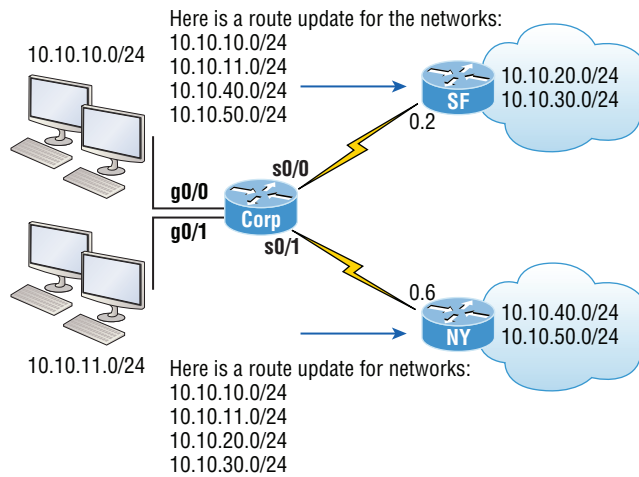 Here is a route update for the networks:
10.10.10.0/24
10.10.11.0/24
10.10.40.0/24
10.10.50.0/24
10.10.10.0/24
10.10.20.0/24
10.10.30.0/24
SF
0.2
s0/0
g0/0
Corp
g0/1
s0/1
0.6
10.10.40.0/24
10.10.50.0/24
NY
10.10.11.0/24
Here is a route update for networks:
10.10.10.0/24
10.10.11.0/24
10.10.20.0/24
10.10.30.0/24